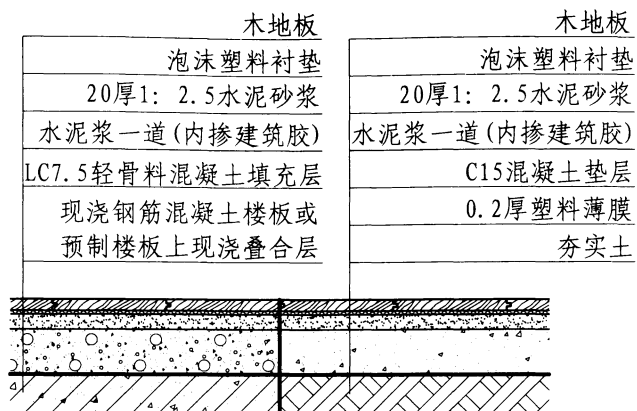 木地板
泡沫塑料衬垫
20厚1: 2.5水泥砂浆
水泥浆一道(内掺建筑胶)
LC7.5轻骨料混凝土填充层
现浇钢筋混凝土楼板或
预制楼板上现浇叠合层
木地板
泡沫塑料衬垫
20厚1: 2.5水泥砂浆
水泥浆一道(内掺建筑胶)
C15混凝土垫层
0.2厚塑料薄膜
夯实土